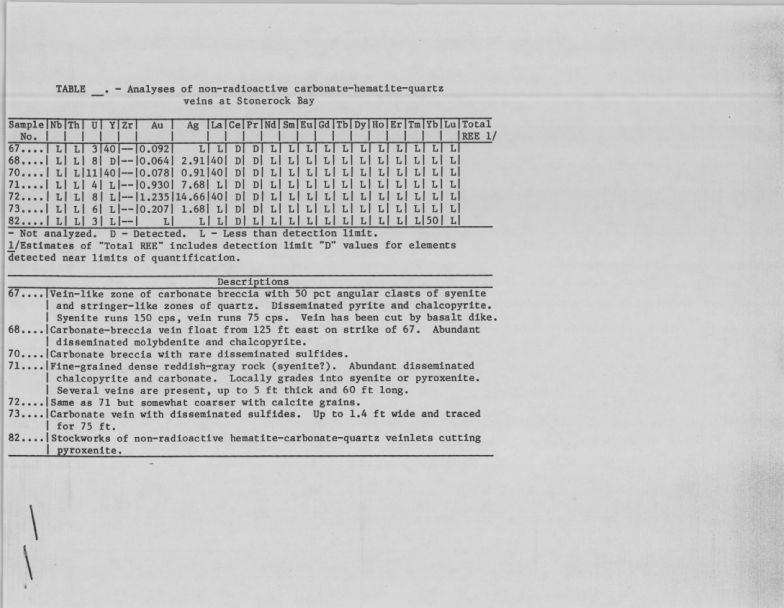 TABLE __. - Analyses of non-radioactive carbonate-hematite-quartz
veins at Stonerock Bay
Sample|Nb|Th| U| Y|Zr| Au | Ag |La|Ce|Pr|Nd|Sm|Eu|Gd|Tb|Dy|Ho|Er|Tm|Yb|Lu|Total
No. | | | | | | | | | | | | | | | | | | | | | |REE 1/
67....| L| L| 3|40|--|0.092| L| L| D| D| L| L| L| L| L| L| L| L| L| L| L|
68....| L| L| 8| D|--|0.064| 2.91|40| D| D| L| L| L| L| L| L| L| L| L| L| L|
70....| L| L|11|40|--|0.078| 0.91|40| D| D| L| L| L| L| L| L| L| L| L| L| L|
71....| L| L| 4| L|--|0.930| 7.68| L| D| D| L| L| L| L| L| L| L| L| L| L| L|
72....| L| L| 8| L|--|1.235|14.66|40| D| D| L| L| L| L| L| L| L| L| L| L| L|
73....| L| L| 6| L|--|0.207| 1.68| L| D| D| L| L| L| L| L| L| L| L| L| L| L|
82....| L| L| 3| L|--| L| L| L| D| L| L| L| L| L| L| L| L| L| L|50| L|
- Not analyzed. D - Detected. L - Less than detection limit.
1/Estimates of "Total REE" includes detection limit "D" values for elements
detected near limits of quantification.
Descriptions
67....|Vein-like zone of carbonate breccia with 50 pct angular clasts of syenite
| and stringer-like zones of quartz. Disseminated pyrite and chalcopyrite.
| Syenite runs 150 cps, vein runs 75 cps. Vein has been cut by basalt dike.
68....|Carbonate-breccia vein float from 125 ft east on strike of 67. Abundant
| disseminated molybdenite and chalcopyrite.
70....|Carbonate breccia with rare disseminated sulfides.
71....|Fine-grained dense reddish-gray rock (syenite?). Abundant disseminated
| chalcopyrite and carbonate. Locally grades into syenite or pyroxenite.
| Several veins are present, up to 5 ft thick and 60 ft long.
72....|Same as 71 but somewhat coarser with calcite grains.
73....|Carbonate vein with disseminated sulfides. Up to 1.4 ft wide and traced
| for 75 ft.
82....|Stockworks of non-radioactive hematite-carbonate-quartz veinlets cutting
| pyroxenite.